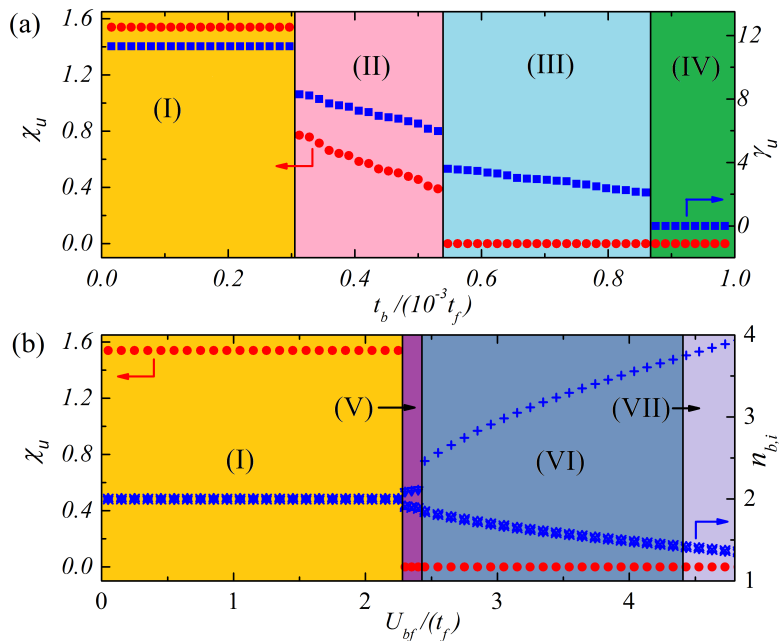 (a)
1.6
1.2
0.8
0.4
0.0
χu
(I)
(II)
(III)
(IV)
12
8
4
0
γu
0.0 0.2 0.4 0.6 0.8 1.0
tb/(10-3tf)
(b)
1.6
1.2
0.8
0.4
0.0
χu
(I)
(V)
(VI)
(VII)
4
3
2
1
nb,i
0 1 2 3 4
Ubf/(tf)